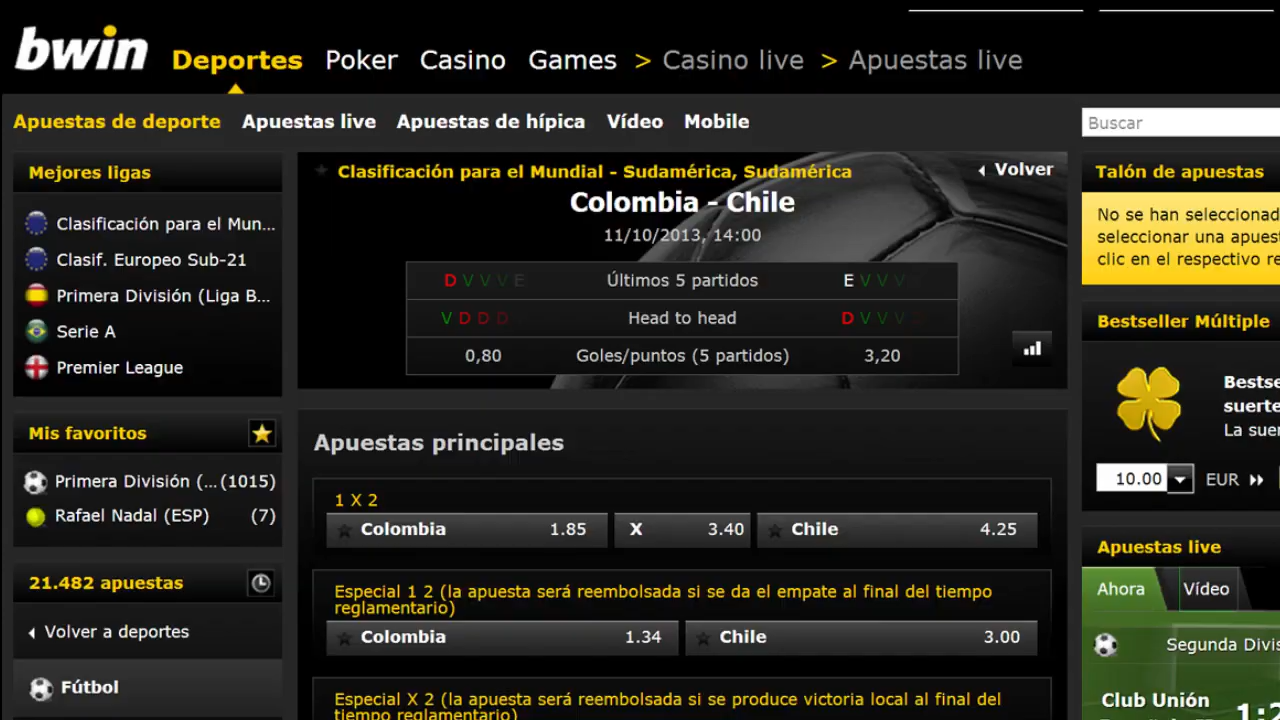 bwin
Deportes Poker Casino Games > Casino live > Apuestas live
Apuestas de deporte Apuestas live Apuestas de hípica Vídeo Mobile
Buscar
Mejores ligas
Clasificación para el Mun...
Clasif. Europeo Sub-21
Primera División (Liga B...
Serie A
Premier League
Mis favoritos
Primera División (... (1015)
Rafael Nadal (ESP) (7)
21.482 apuestas
Volver a deportes
Fútbol
Clasificación para el Mundial - Sudamérica, Sudamérica
Volver
Colombia - Chile
11/10/2013, 14:00
D V V V E Últimos 5 partidos E V V V
V D D D Head to head D V V V D
0,80 Goles/puntos (5 partidos) 3,20
Apuestas principales
1 X 2
Colombia 1.85 X 3.40 Chile 4.25
Especial 1 2 (la apuesta será reembolsada si se da el empate al final del tiempo
reglamentario)
Colombia 1.34 Chile 3.00
Especial X 2 (la apuesta será reembolsada si se produce victoria local al final del
tiempo reglamentario)
Talón de apuestas
No se han seleccionad
seleccionar una apues
clic en el respectivo re
Bestseller Múltiple
Bestse
suerte
La suer
10.00 EUR
Apuestas live
Ahora Vídeo
Segunda Divis
Club Unión 1:2